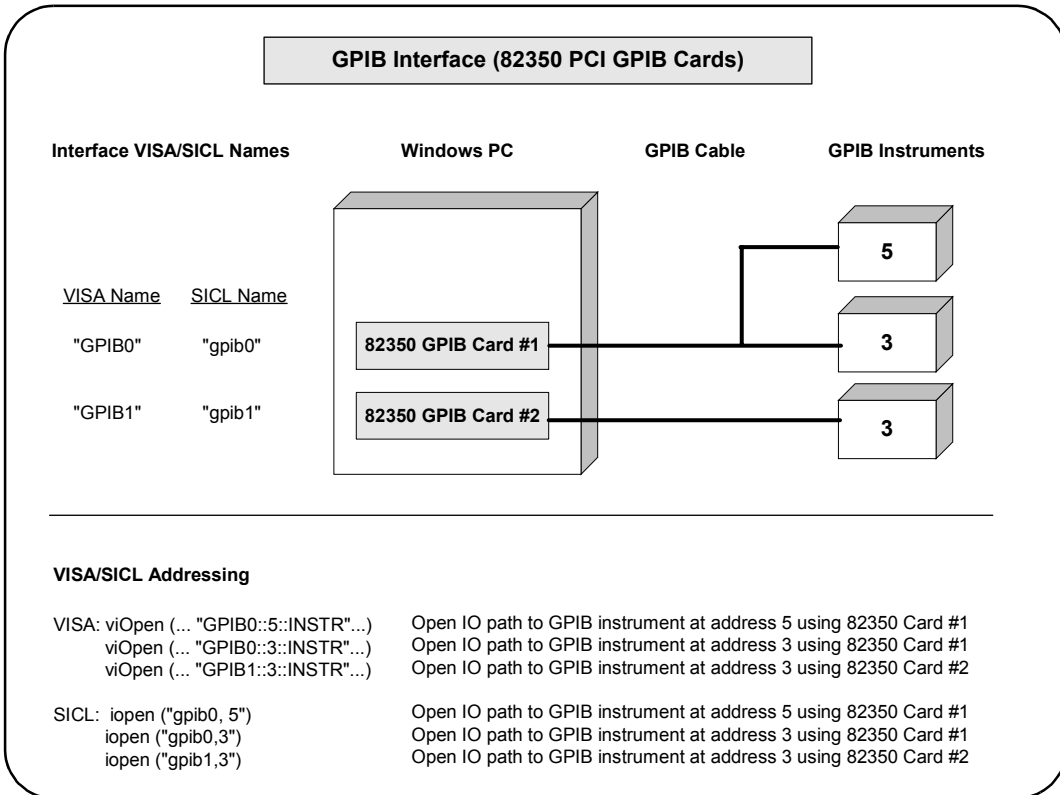 GPIB Interface (82350 PCI GPIB Cards)
Interface VISA/SICL Names Windows PC GPIB Cable GPIB Instruments
5
VISA Name SICL Name
"GPIB0" "gpib0" 82350 GPIB Card #1 3
"GPIB1" "gpib1" 82350 GPIB Card #2 3
VISA/SICL Addressing
VISA: viOpen (... "GPIB0::5::INSTR"...) Open IO path to GPIB instrument at address 5 using 82350 Card #1
viOpen (... "GPIB0::3::INSTR"...) Open IO path to GPIB instrument at address 3 using 82350 Card #1
viOpen (... "GPIB1::3::INSTR"...) Open IO path to GPIB instrument at address 3 using 82350 Card #2
SICL: iopen ("gpib0, 5") Open IO path to GPIB instrument at address 5 using 82350 Card #1
iopen ("gpib0,3") Open IO path to GPIB instrument at address 3 using 82350 Card #1
iopen ("gpib1,3") Open IO path to GPIB instrument at address 3 using 82350 Card #2